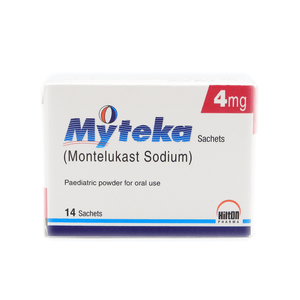 4mg
Myteka Sachets
(Montelukast Sodium)
Paediatric powder for oral use
14 Sachets
HiltoN
PHARMA